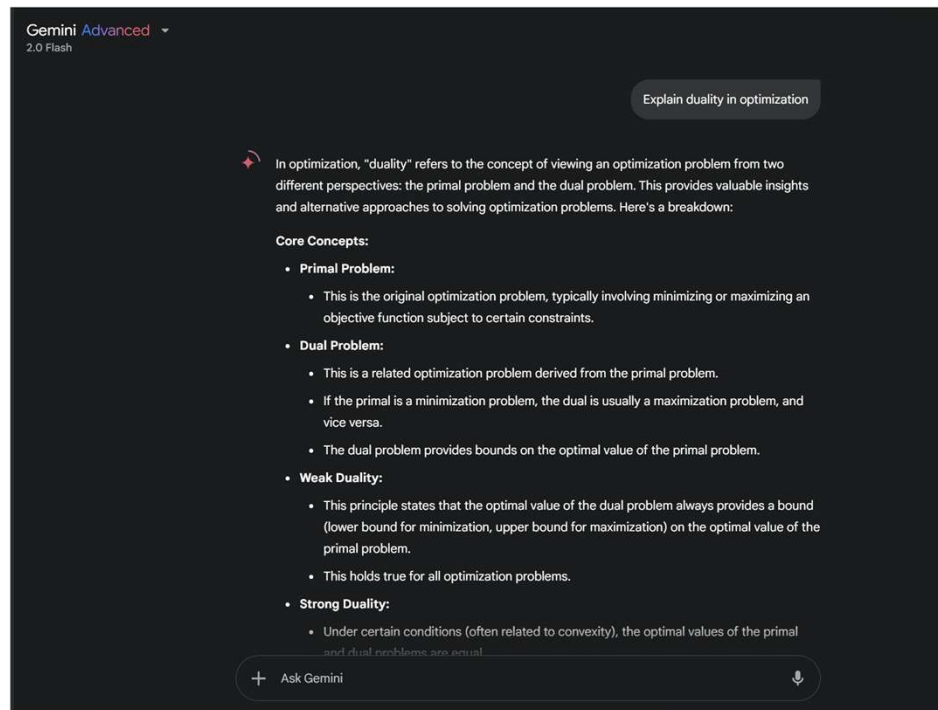 Gemini Advanced
2.0 Flash
Explain duality in optimization
In optimization, "duality" refers to the concept of viewing an optimization problem from two
different perspectives: the primal problem and the dual problem. This provides valuable insights
and alternative approaches to solving optimization problems. Here's a breakdown:
Core Concepts:
• Primal Problem:
• This is the original optimization problem, typically involving minimizing or maximizing an
objective function subject to certain constraints.
• Dual Problem:
• This is a related optimization problem derived from the primal problem.
• If the primal is a minimization problem, the dual is usually a maximization problem, and
vice versa.
• The dual problem provides bounds on the optimal value of the primal problem.
• Weak Duality:
• This principle states that the optimal value of the dual problem always provides a bound
(lower bound for minimization, upper bound for maximization) on the optimal value of the
primal problem.
• This holds true for all optimization problems.
• Strong Duality:
• Under certain conditions (often related to convexity), the optimal values of the primal
and dual problems are equal
Ask Gemini